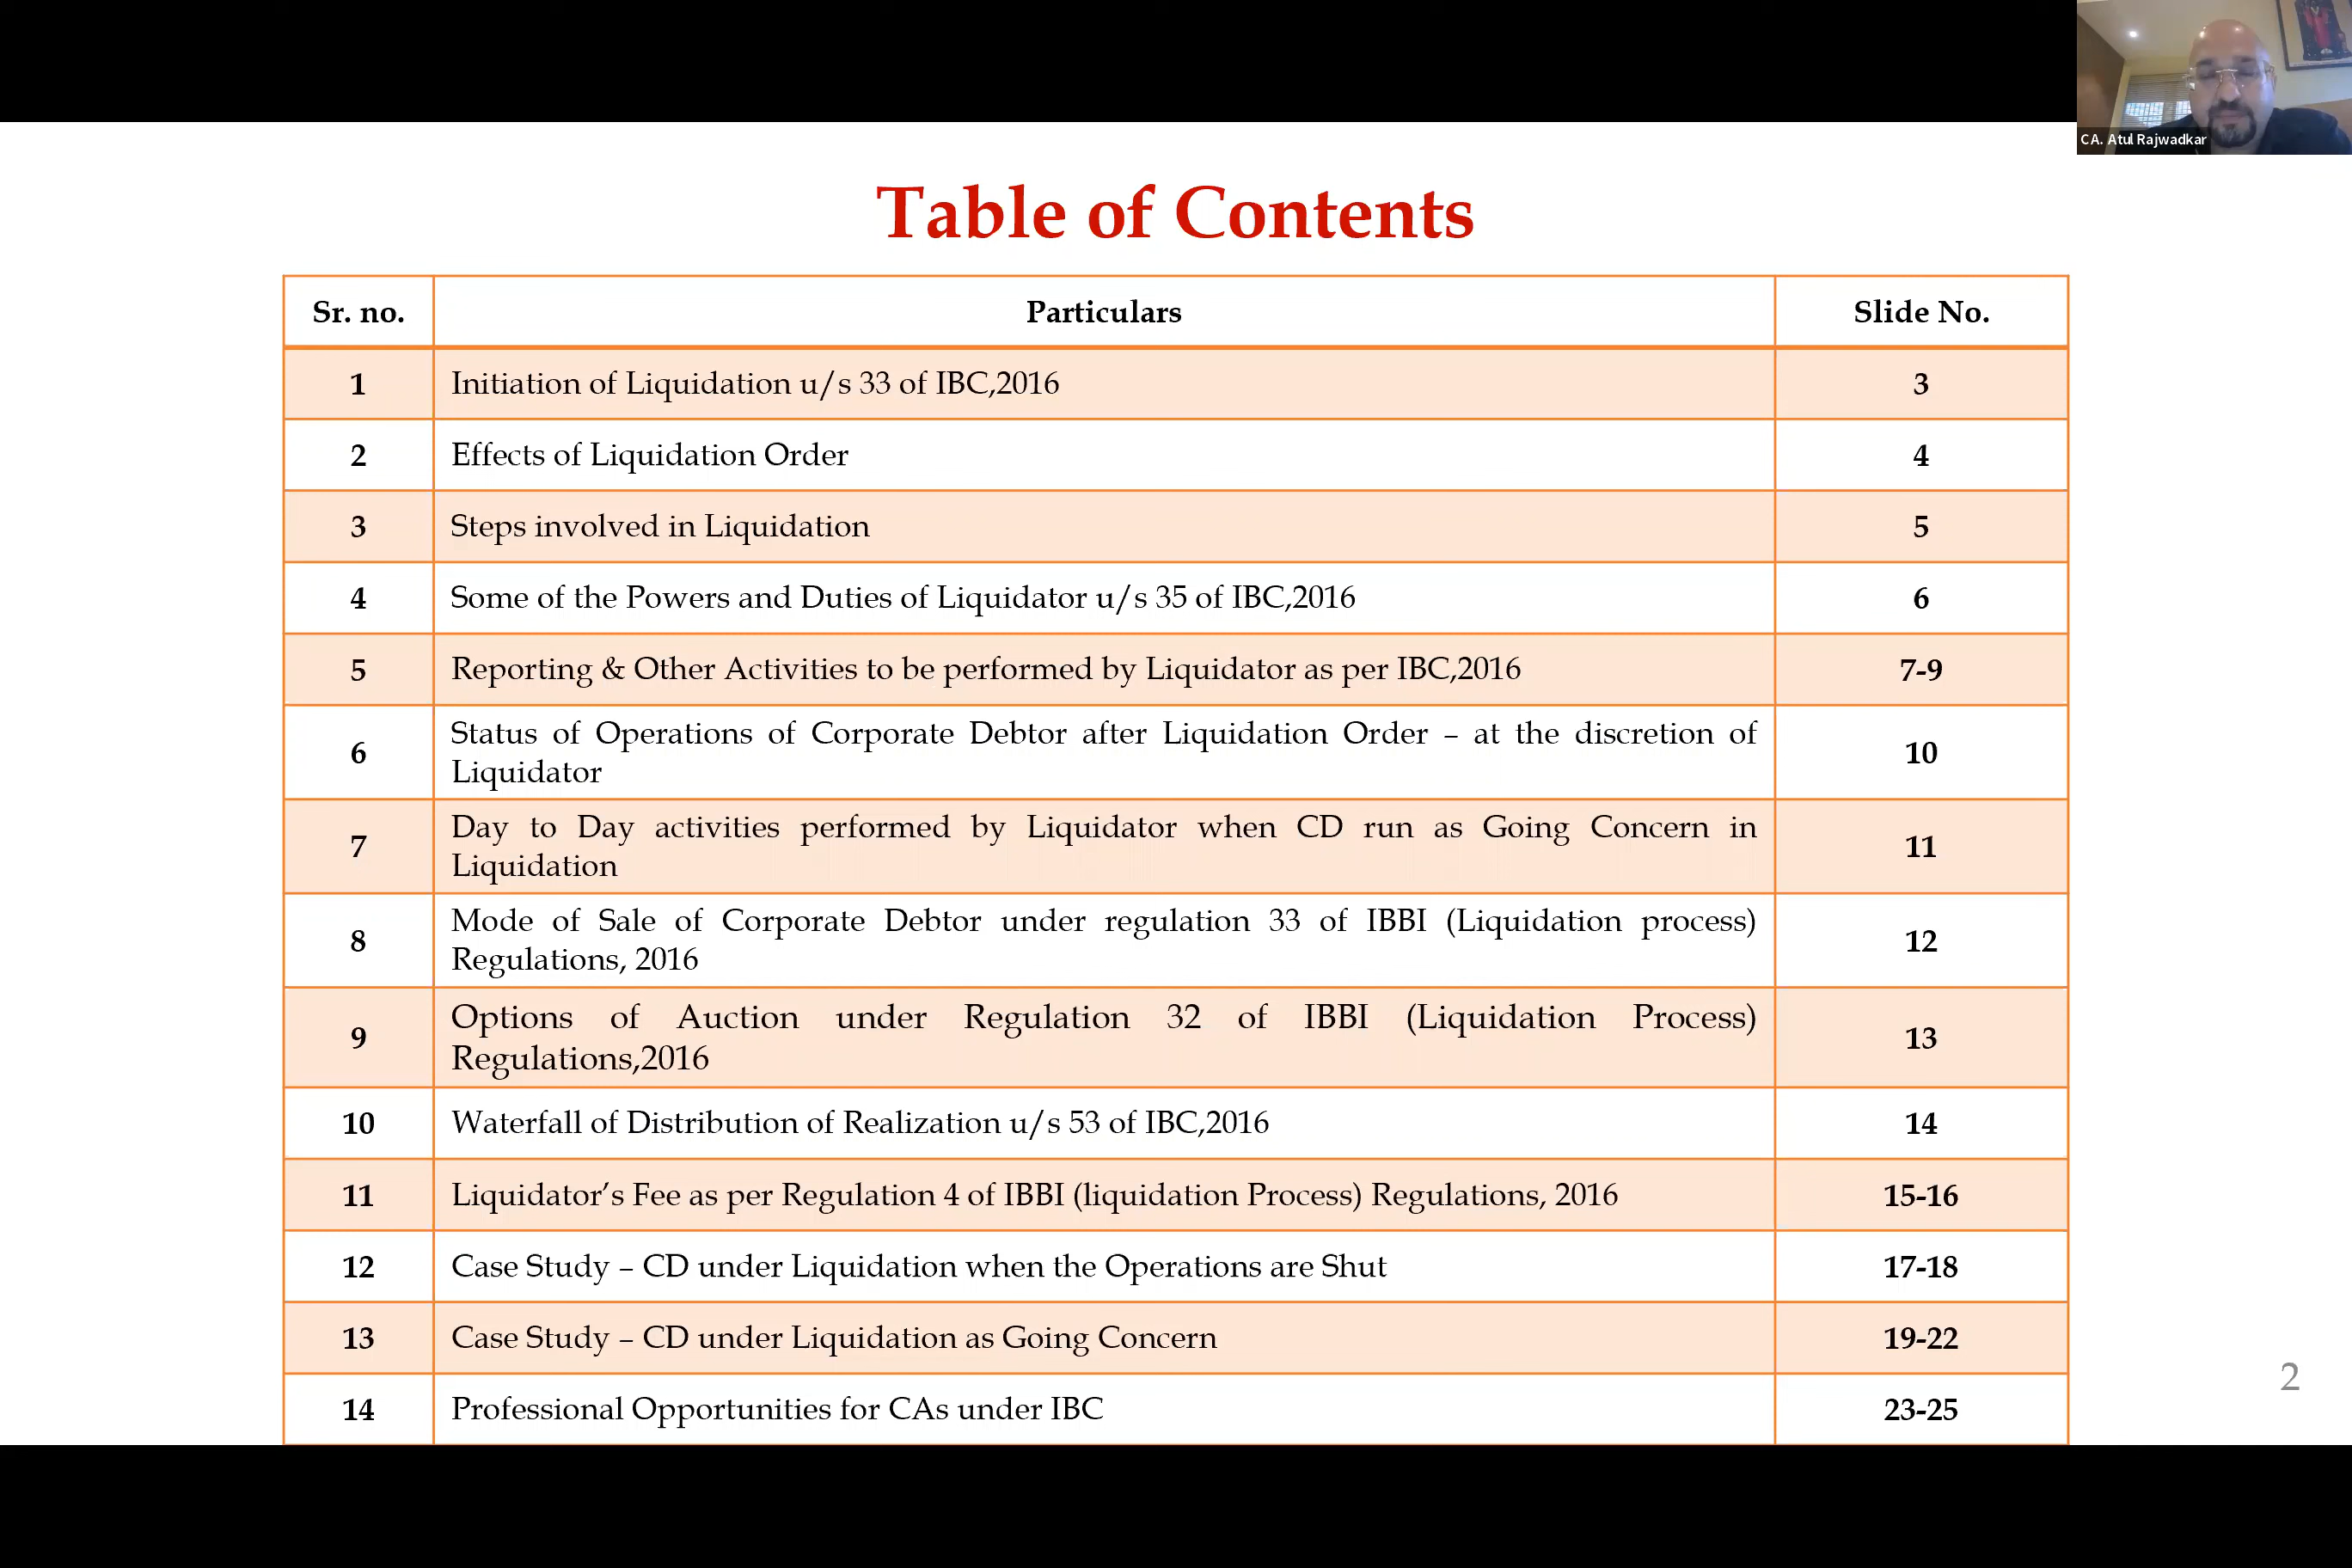 CA. Atul Rajwadkar
Table of Contents
Sr. no. Particulars Slide No.
1 Initiation of Liquidation u/s 33 of IBC,2016 3
2 Effects of Liquidation Order 4
3 Steps involved in Liquidation 5
4 Some of the Powers and Duties of Liquidator u/s 35 of IBC,2016 6
5 Reporting & Other Activities to be performed by Liquidator as per IBC,2016 7-9
6 Status of Operations of Corporate Debtor after Liquidation Order – at the discretion of
Liquidator 10
7 Day to Day activities performed by Liquidator when CD run as Going Concern in
Liquidation 11
8 Mode of Sale of Corporate Debtor under regulation 33 of IBBI (Liquidation process)
Regulations, 2016 12
9 Options of Auction under Regulation 32 of IBBI (Liquidation Process)
Regulations,2016 13
10 Waterfall of Distribution of Realization u/s 53 of IBC,2016 14
11 Liquidator’s Fee as per Regulation 4 of IBBI (liquidation Process) Regulations, 2016 15-16
12 Case Study – CD under Liquidation when the Operations are Shut 17-18
13 Case Study – CD under Liquidation as Going Concern 19-22
14 Professional Opportunities for CAs under IBC 23-25
2